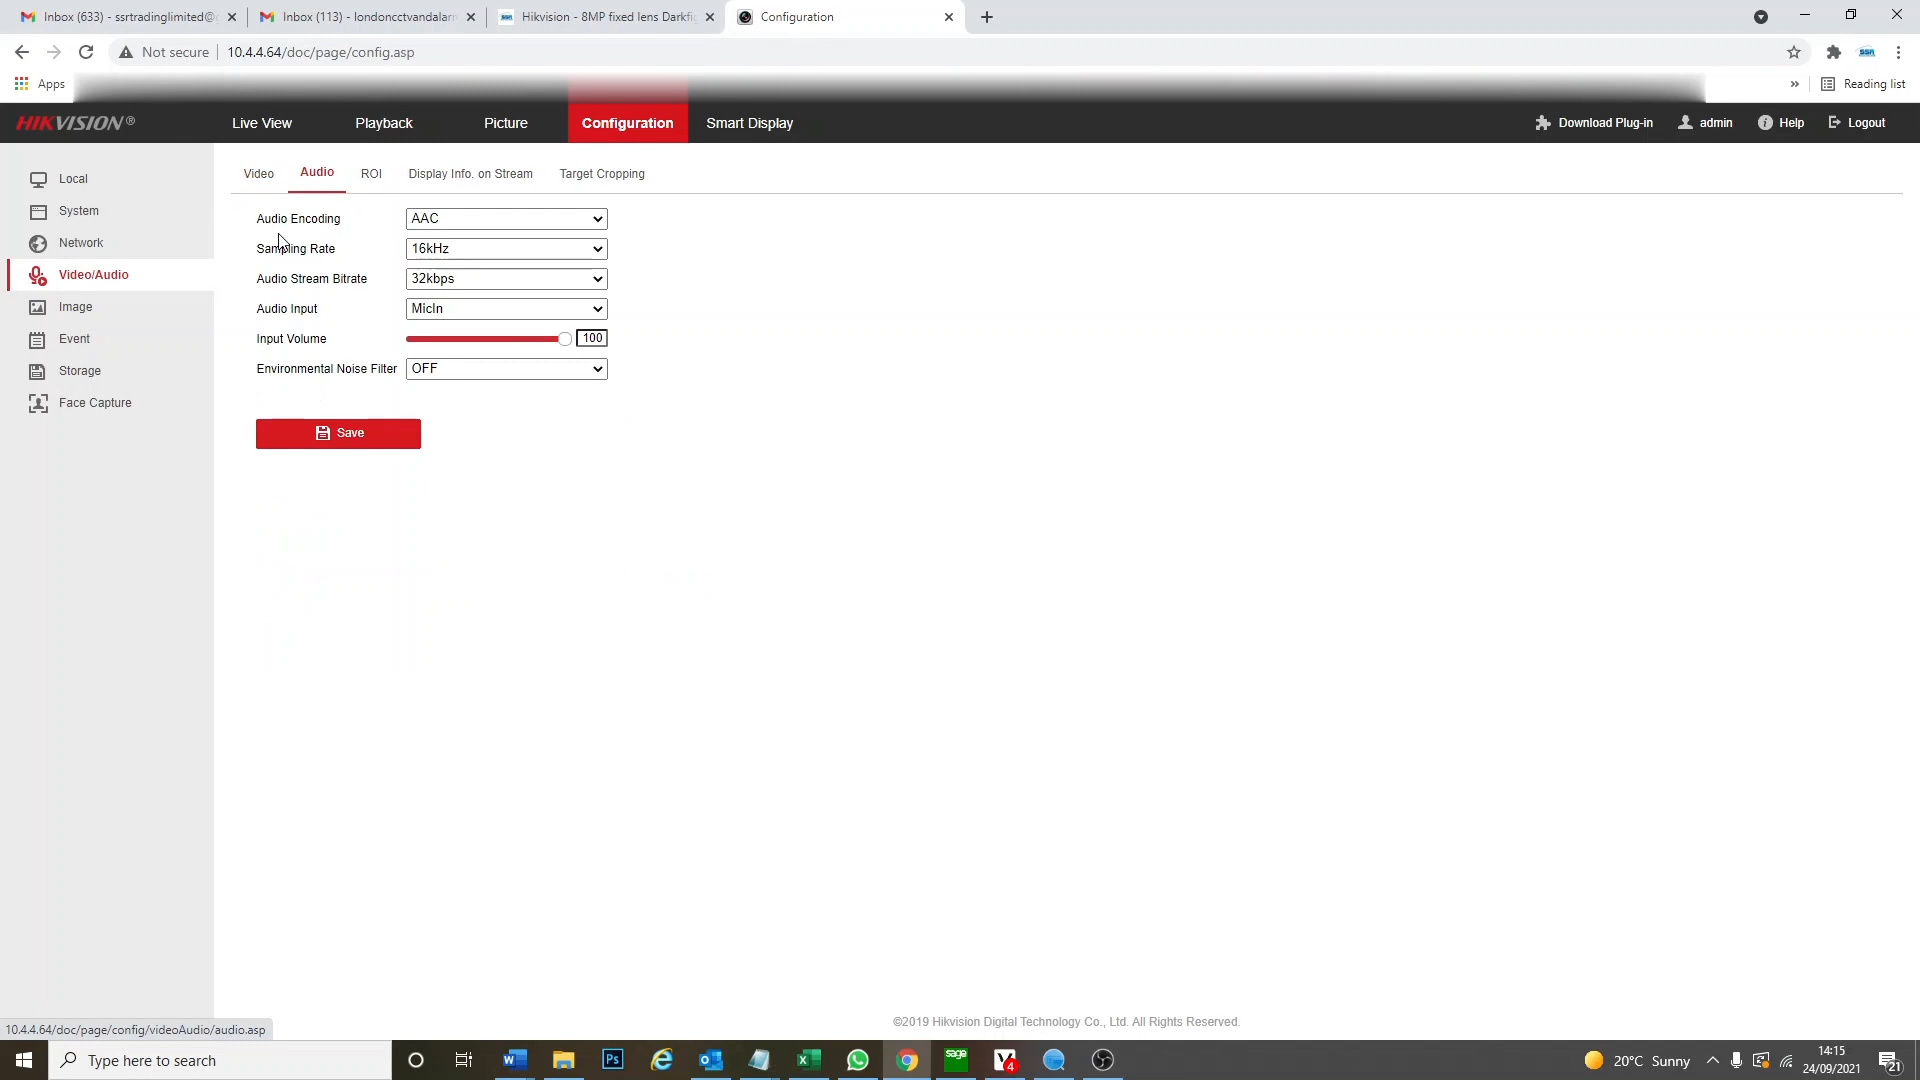 Inbox (633) - ssrtradinglimited@
Inbox (113) - londoncctvandalarm
Hikvision - 8MP fixed lens Darkfi
Configuration
Not secure
10.4.4.64/doc/page/config.asp
Apps
»
Reading list
HIKVISION®
Live View
Playback
Picture
Configuration
Smart Display
Download Plug-in
admin
Help
Logout
Local
System
Network
Video/Audio
Image
Event
Storage
Face Capture
Video
Audio
ROI
Display Info. on Stream
Target Cropping
Audio Encoding
AAC
Sampling Rate
16kHz
Audio Stream Bitrate
32kbps
Audio Input
MicIn
Input Volume
100
Environmental Noise Filter
OFF
Save
©2019 Hikvision Digital Technology Co., Ltd. All Rights Reserved.
10.4.4.64/doc/page/config/videoAudio/audio.asp
Type here to search
Ps
sage
4
20°C Sunny
14:15
24/09/2021
21